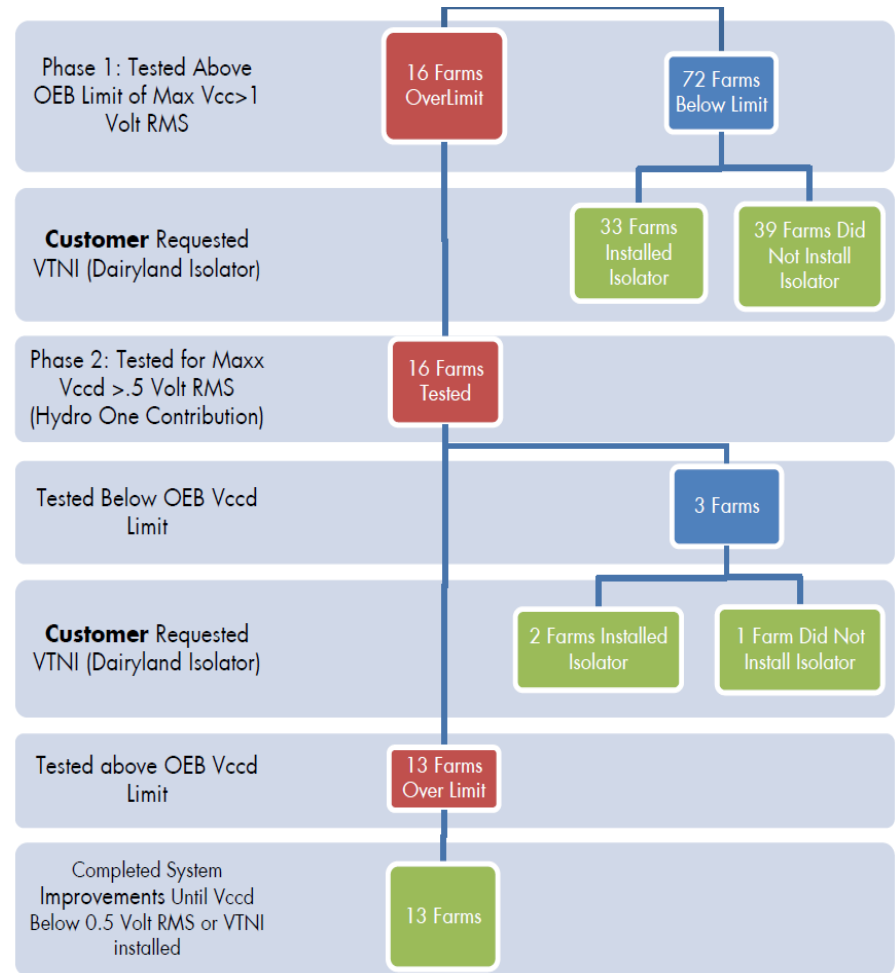 Phase 1: Tested Above
OEB Limit of Max Vcc>1
Volt RMS
16 Farms
OverLimit
72 Farms
Below Limit
Customer Requested
VTNI (Dairyland Isolator)
33 Farms
Installed
Isolator
39 Farms Did
Not Install
Isolator
Phase 2: Tested for Maxx
Vccd >.5 Volt RMS
(Hydro One Contribution)
16 Farms
Tested
Tested Below OEB Vccd
Limit
3 Farms
Customer Requested
VTNI (Dairyland Isolator)
2 Farms Installed
Isolator
1 Farm Did Not
Install Isolator
Tested above OEB Vccd
Limit
13 Farms
Over Limit
Completed System
Improvements Until Vccd
Below 0.5 Volt RMS or VTNI
installed
13 Farms